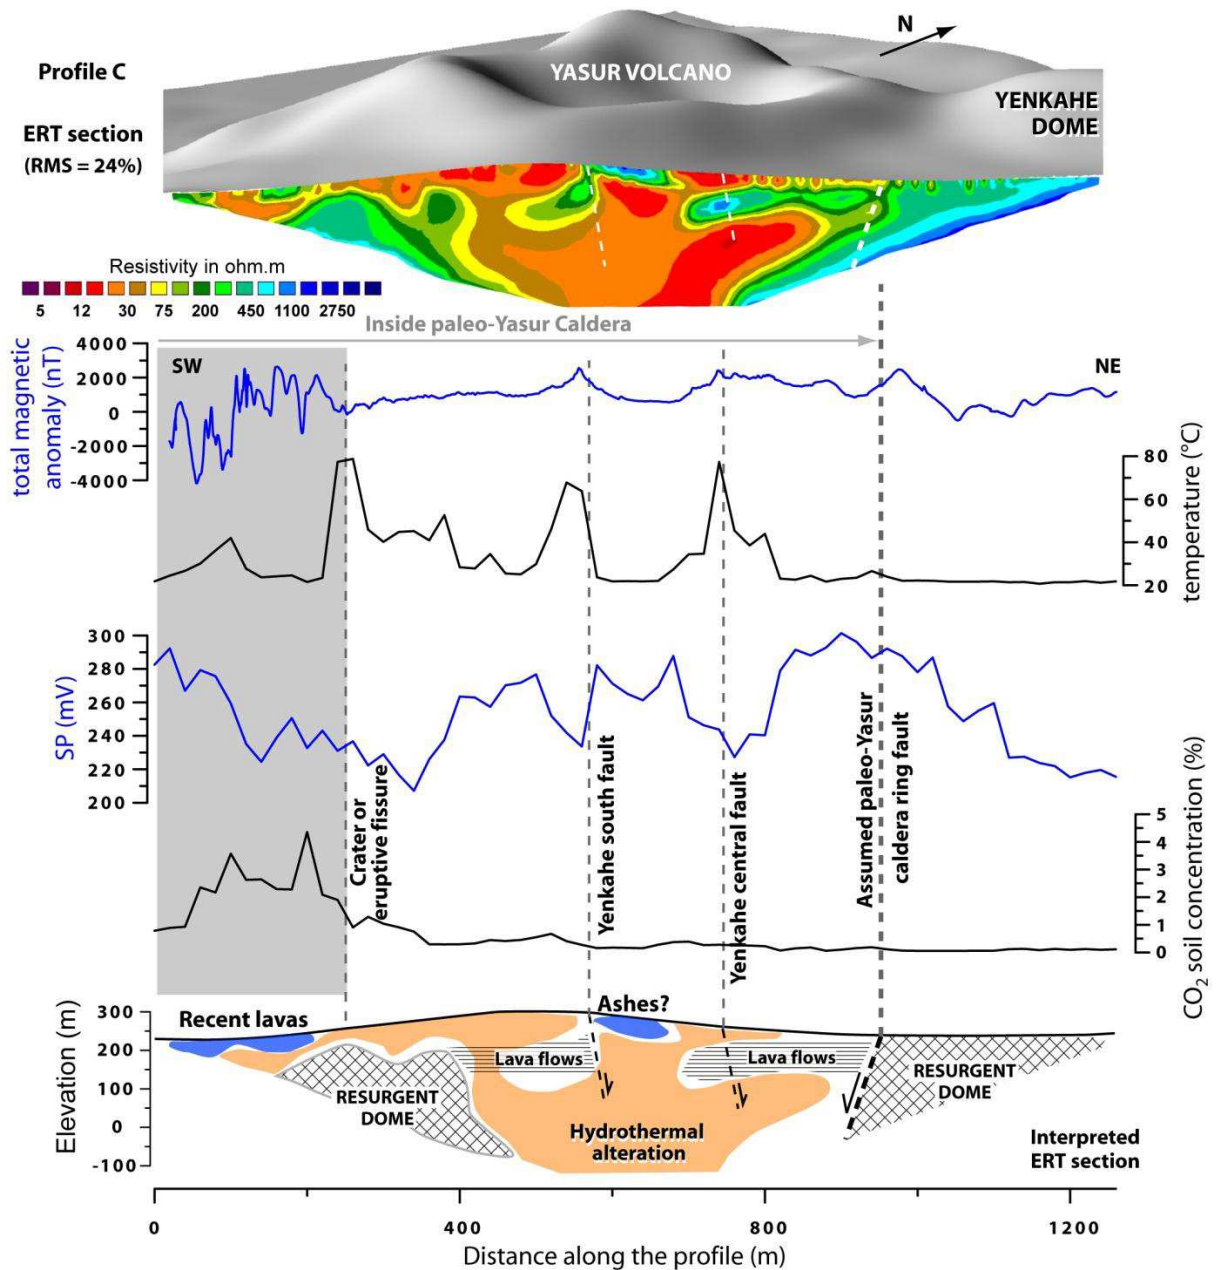 N
Profile C
YASUR VOLCANO
YENKAHE
DOME
ERT section
(RMS = 24%)
Resistivity in ohm.m
5 12 30 75 200 450 1100 2750
Inside paleo-Yasur Caldera
SW
NE
total magnetic
anomaly (nT)
4000
2000
0
-2000
-4000
temperature (°C)
80
60
40
20
SP (mV)
300
280
260
240
220
200
CO2 soil concentration (%)
5
4
3
2
1
0
Crater or
eruptive fissure
Yenkahe south fault
Yenkahe central fault
Assumed paleo-Yasur
caldera ring fault
Elevation (m)
300
200
100
0
-100
Recent lavas
Ashes?
Lava flows
Lava flows
RESURGENT
DOME
RESURGENT
DOME
Hydrothermal
alteration
Interpreted
ERT section
0 400 800 1200
Distance along the profile (m)